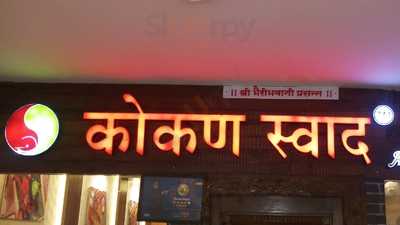 ।। श्री भैरीभवानी प्रसन्न ।।
कोकण स्वाद